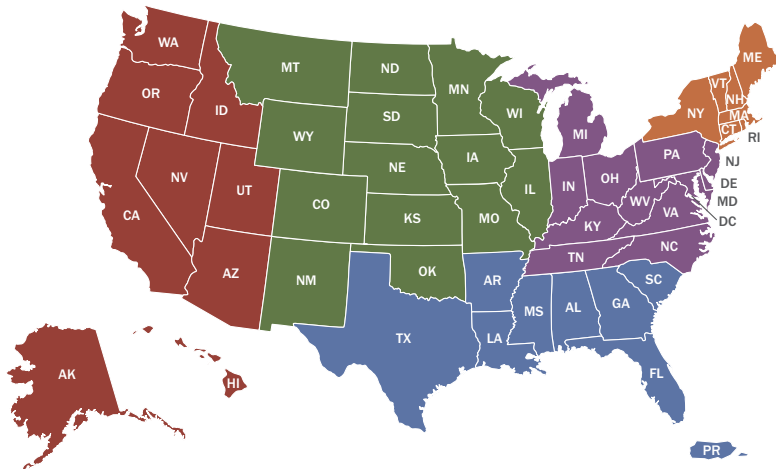 WA
MT
ND
MN
ME
VT
NH
OR
ID
SD
WI
MI
NY
MA
CT
RI
WY
IA
PA
NJ
NE
NV
UT
IL
IN
OH
DE
CO
MD
WV
CA
KS
MO
KY
VA
DC
NC
TN
AZ
NM
OK
AR
SC
MS
AL
GA
TX
LA
AK
HI
FL
PR